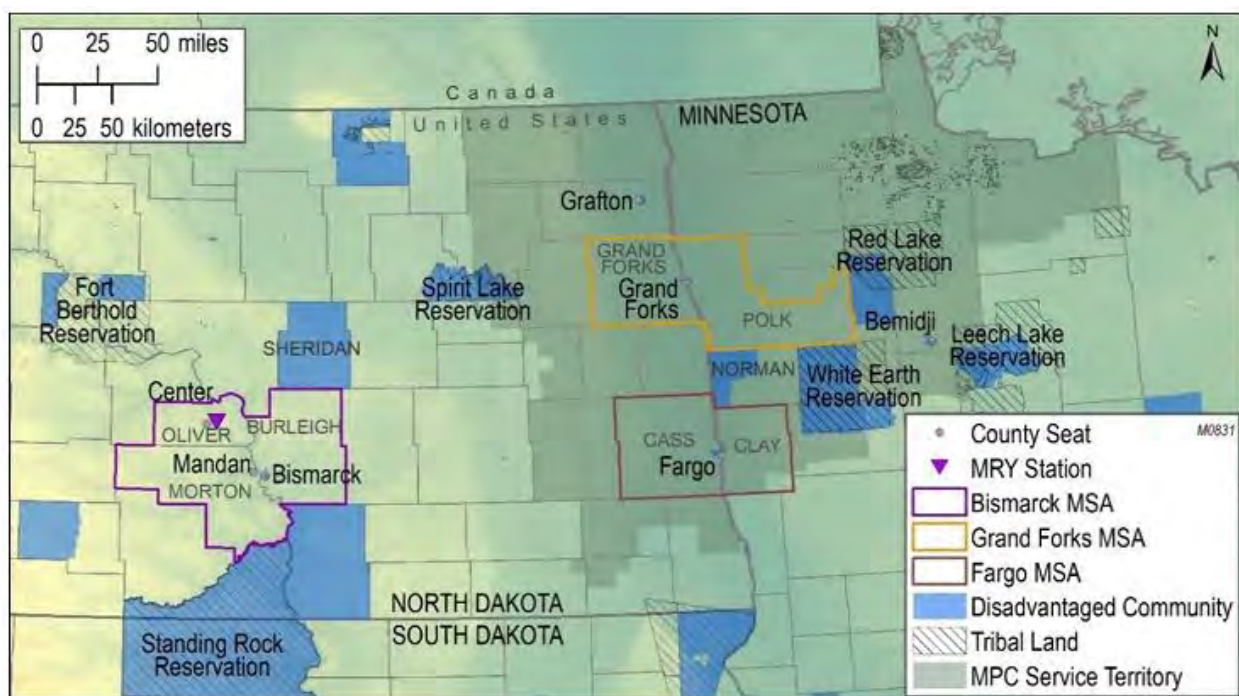 0 25 50 miles
0 25 50 kilometers
N
Canada
United States
MINNESOTA
Grafton
GRAND
FORKS
Grand
Forks
POLK
Red Lake
Reservation
Bemidji
Leech Lake
Reservation
Fort
Berthold
Reservation
Spirit Lake
Reservation
SHERIDAN
NORMAN
White Earth
Reservation
Center
OLIVER
BURLEIGH
Mandan
Bismarck
MORTON
CASS
CLAY
Fargo
NORTH DAKOTA
SOUTH DAKOTA
Standing Rock
Reservation
County Seat
M0831
MRY Station
Bismarck MSA
Grand Forks MSA
Fargo MSA
Disadvantaged Community
Tribal Land
MPC Service Territory